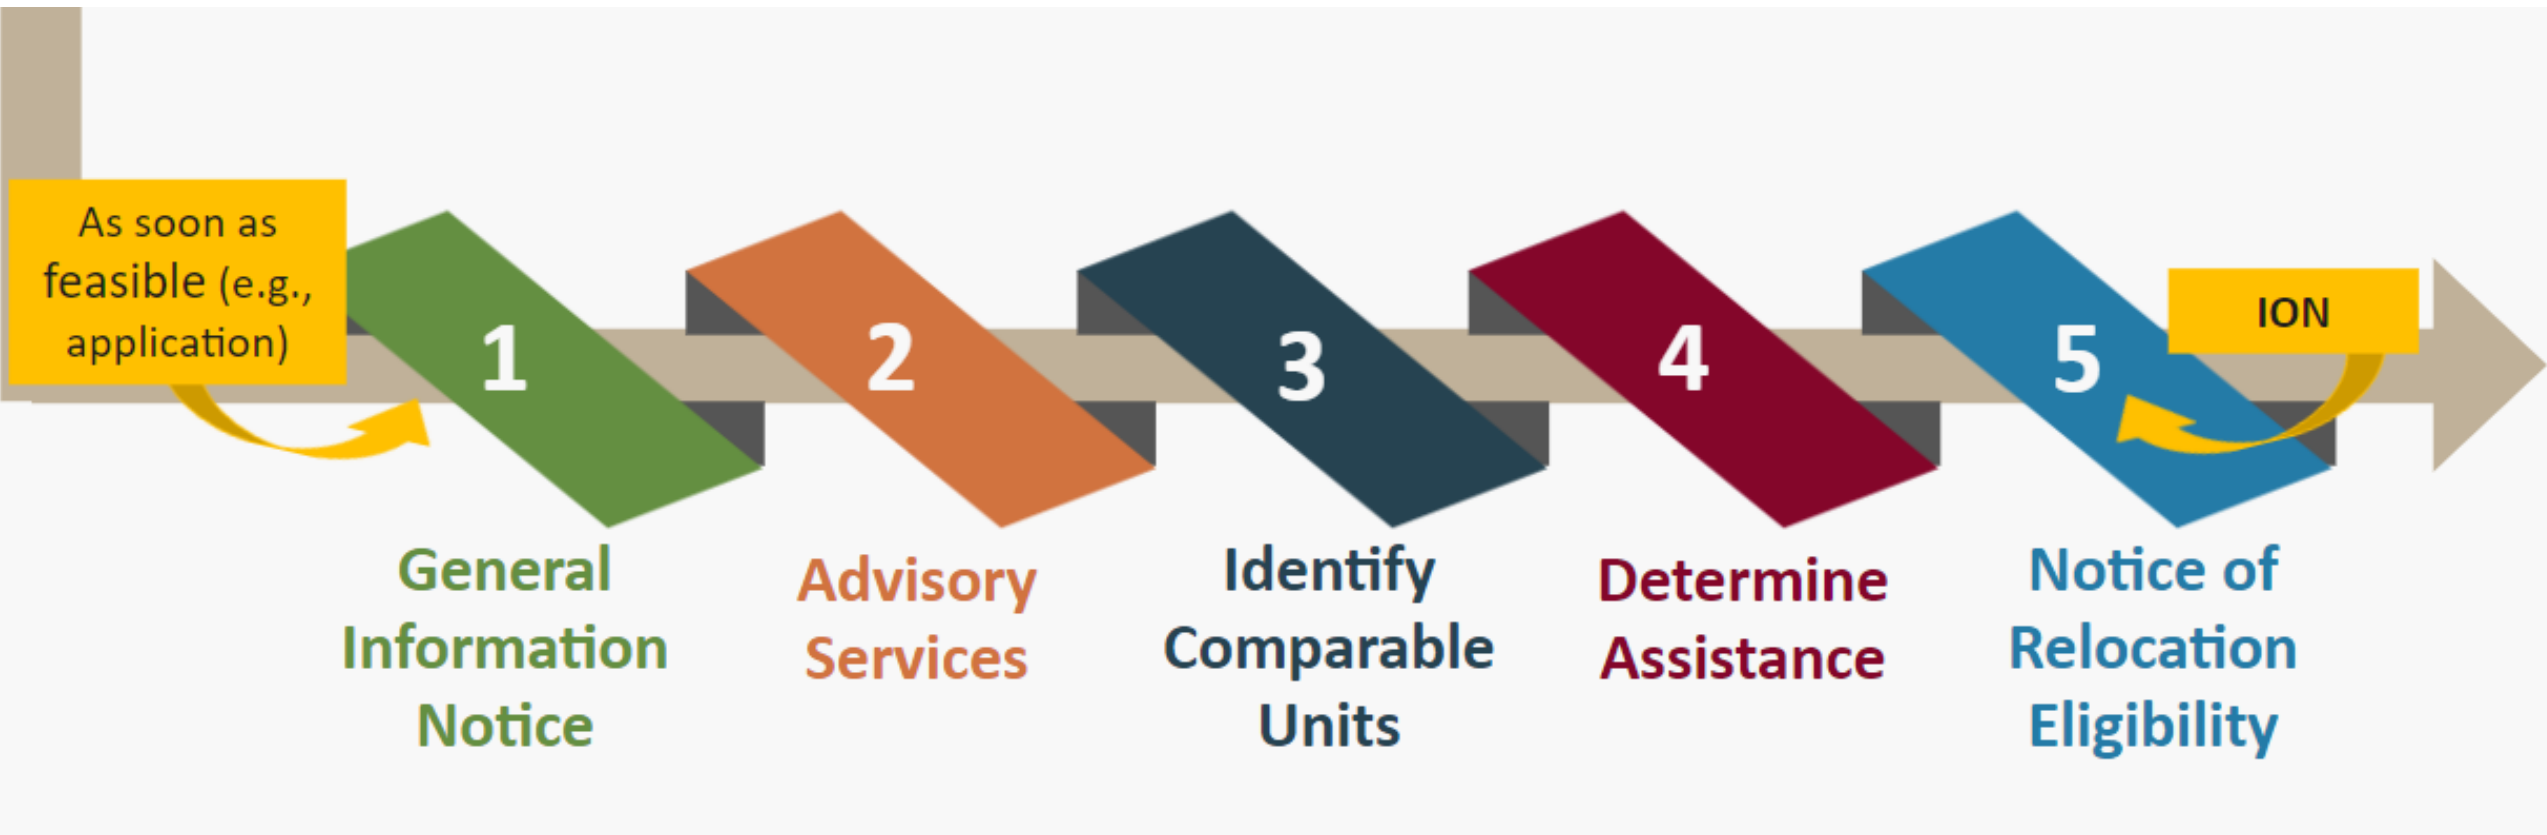 As soon as
feasible (e.g.,
application)
1
2
3
4
5
ION
General
Information
Notice
Advisory
Services
Identify
Comparable
Units
Determine
Assistance
Notice of
Relocation
Eligibility